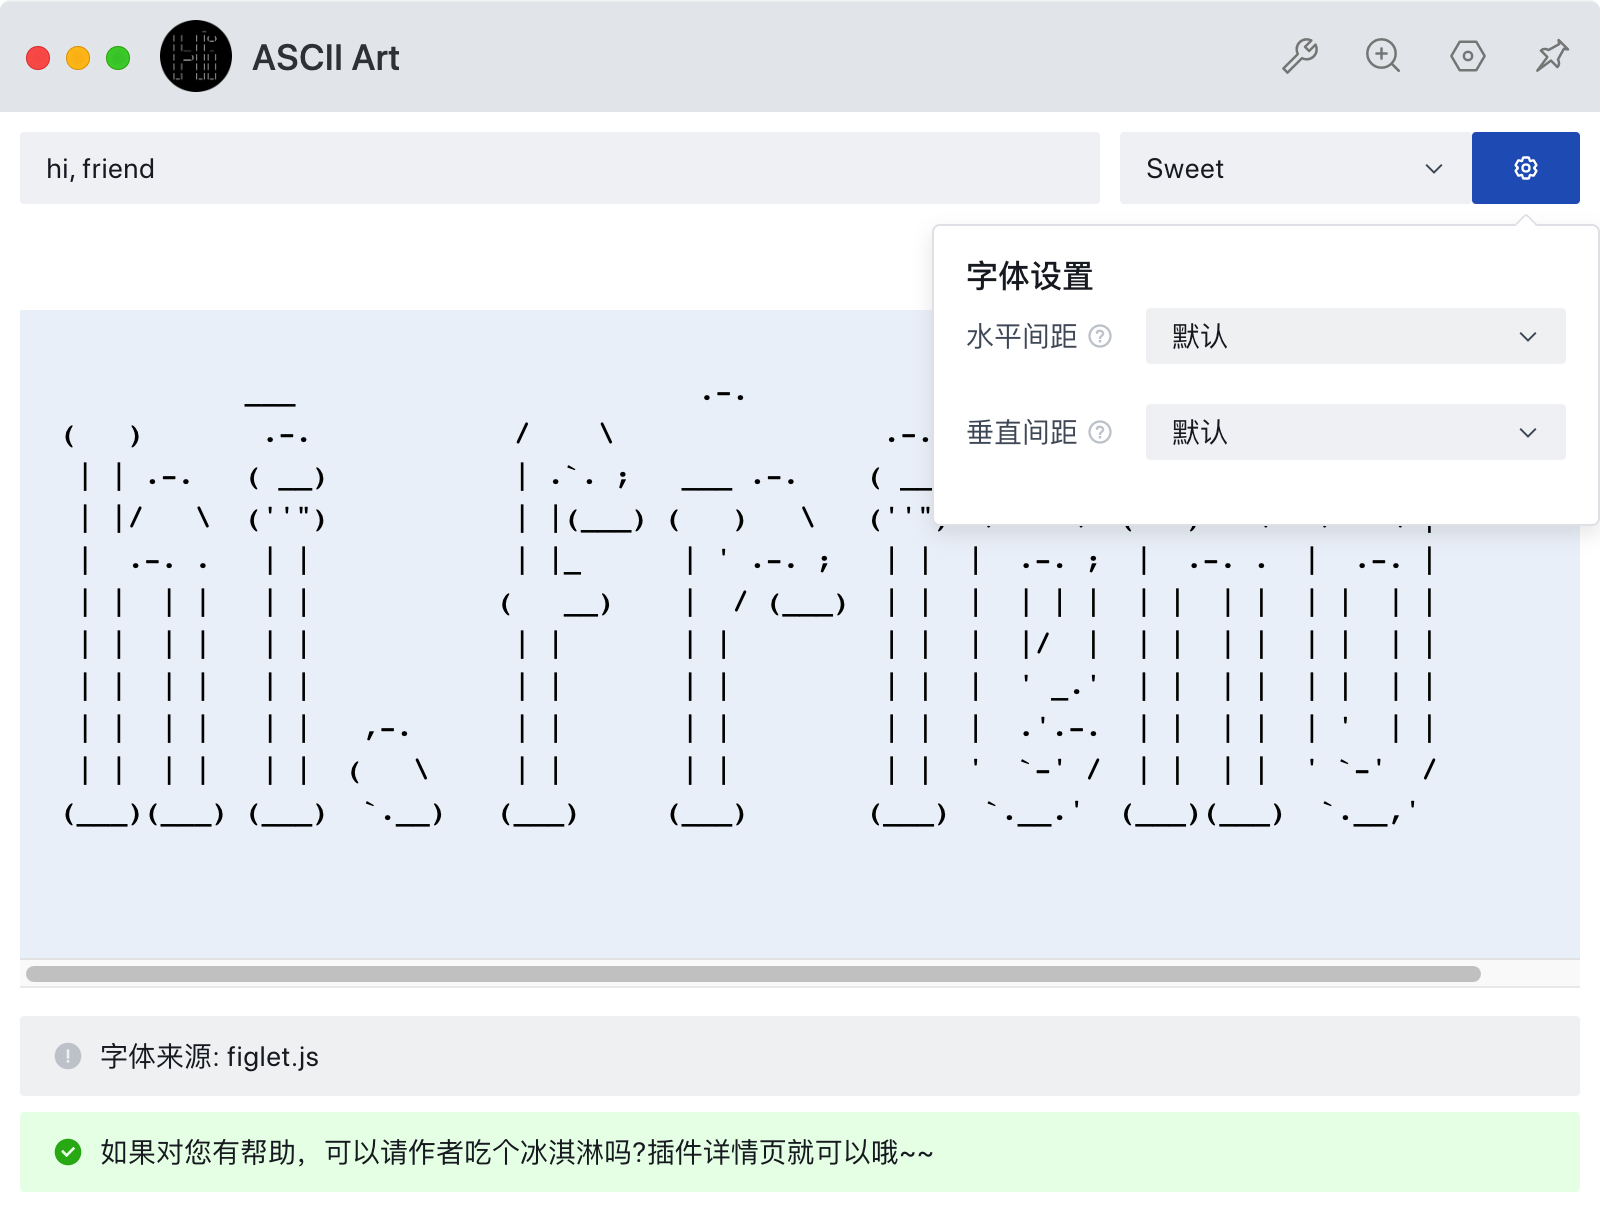 ASCII Art
hi, friend
Sweet
字体设置
水平间距
默认
垂直间距
默认
字体来源: figlet.js
如果对您有帮助，可以请作者吃个冰淇淋吗?插件详情页就可以哦~~